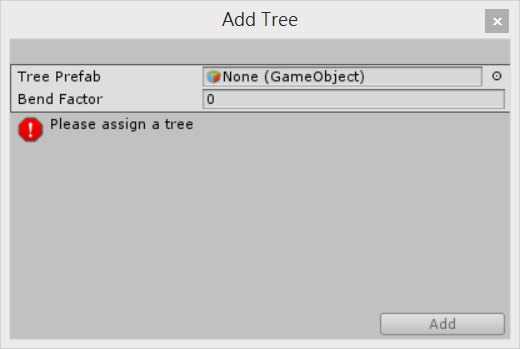 Add Tree
x
Tree Prefab None (GameObject)
Bend Factor 0
! Please assign a tree
Add